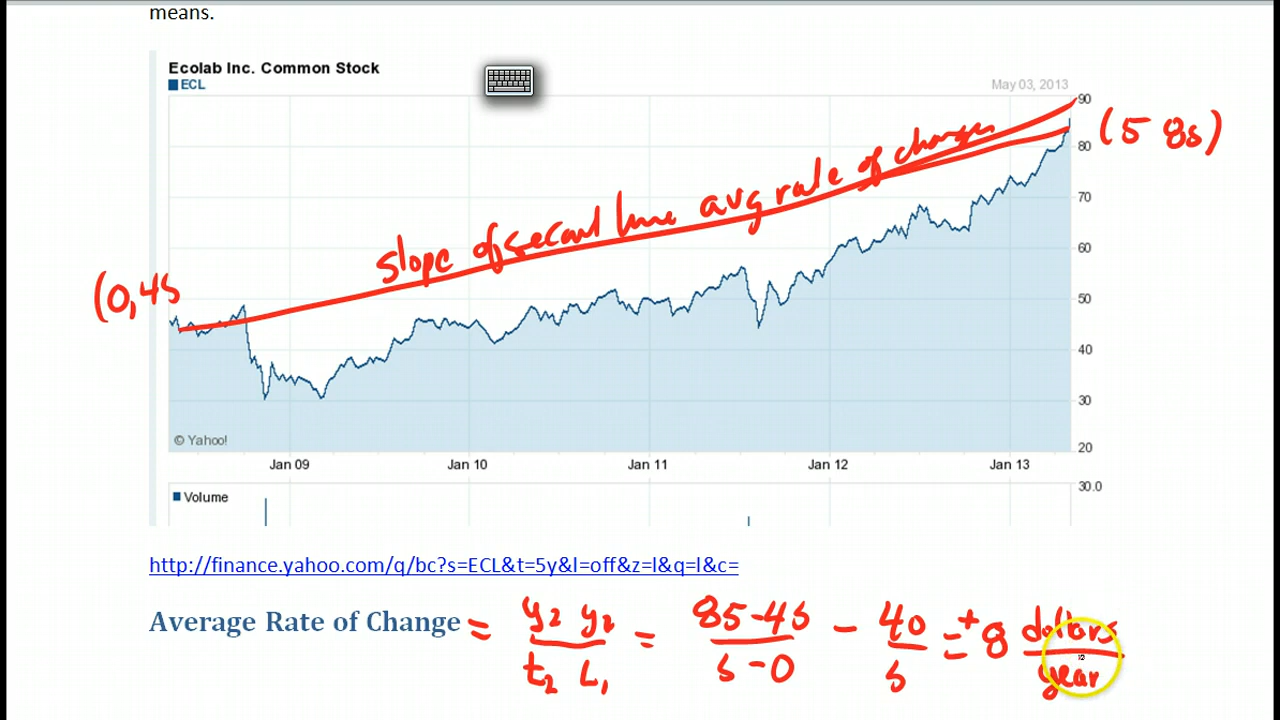 means.
Ecolab Inc. Common Stock
ECL
May 03, 2013
90
(5 85)
80
slope of secant line avg rate of change
70
60
(0,45
50
40
30
© Yahoo!
20
Jan 09 Jan 10 Jan 11 Jan 12 Jan 13
30.0
Volume
http://finance.yahoo.com/q/bc?s=ECL&t=5y&l=off&z=l&q=l&c=
Average Rate of Change = y2 y2 / t2 t1 = 85-45 / 5-0 - 40 / 5 = +8 dollars / year